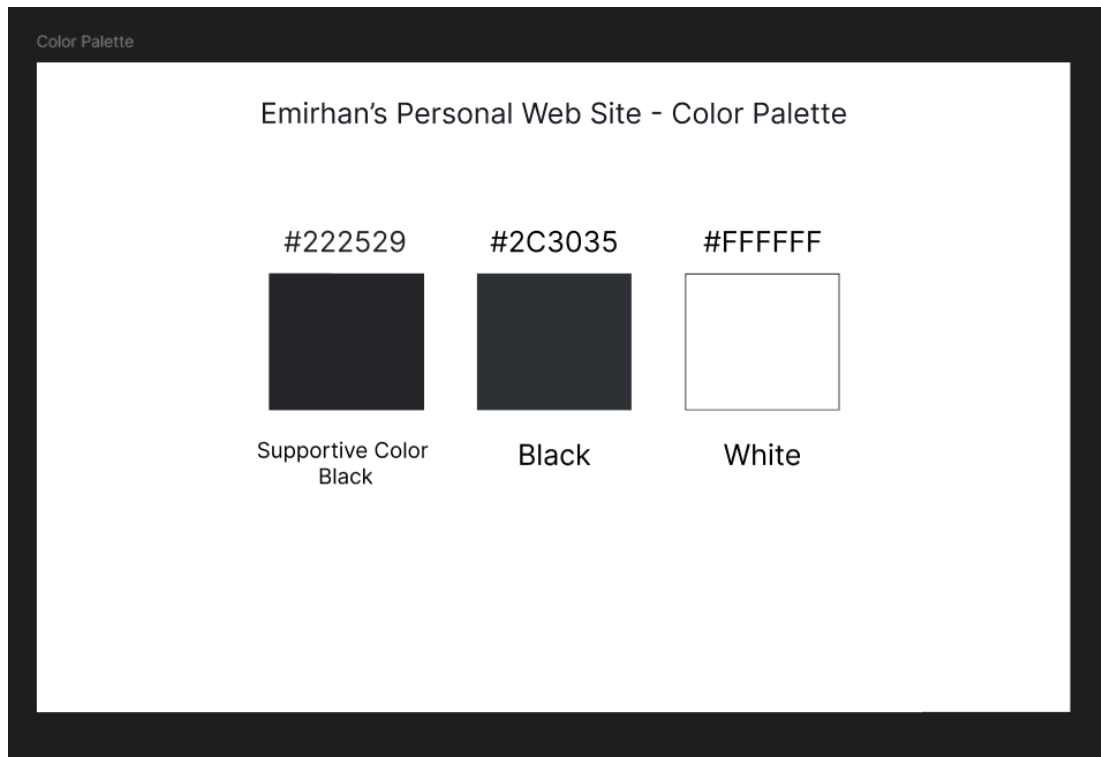 Color Palette
Emirhan’s Personal Web Site - Color Palette
#222529
#2C3035
#FFFFFF
Supportive Color
Black
Black
White